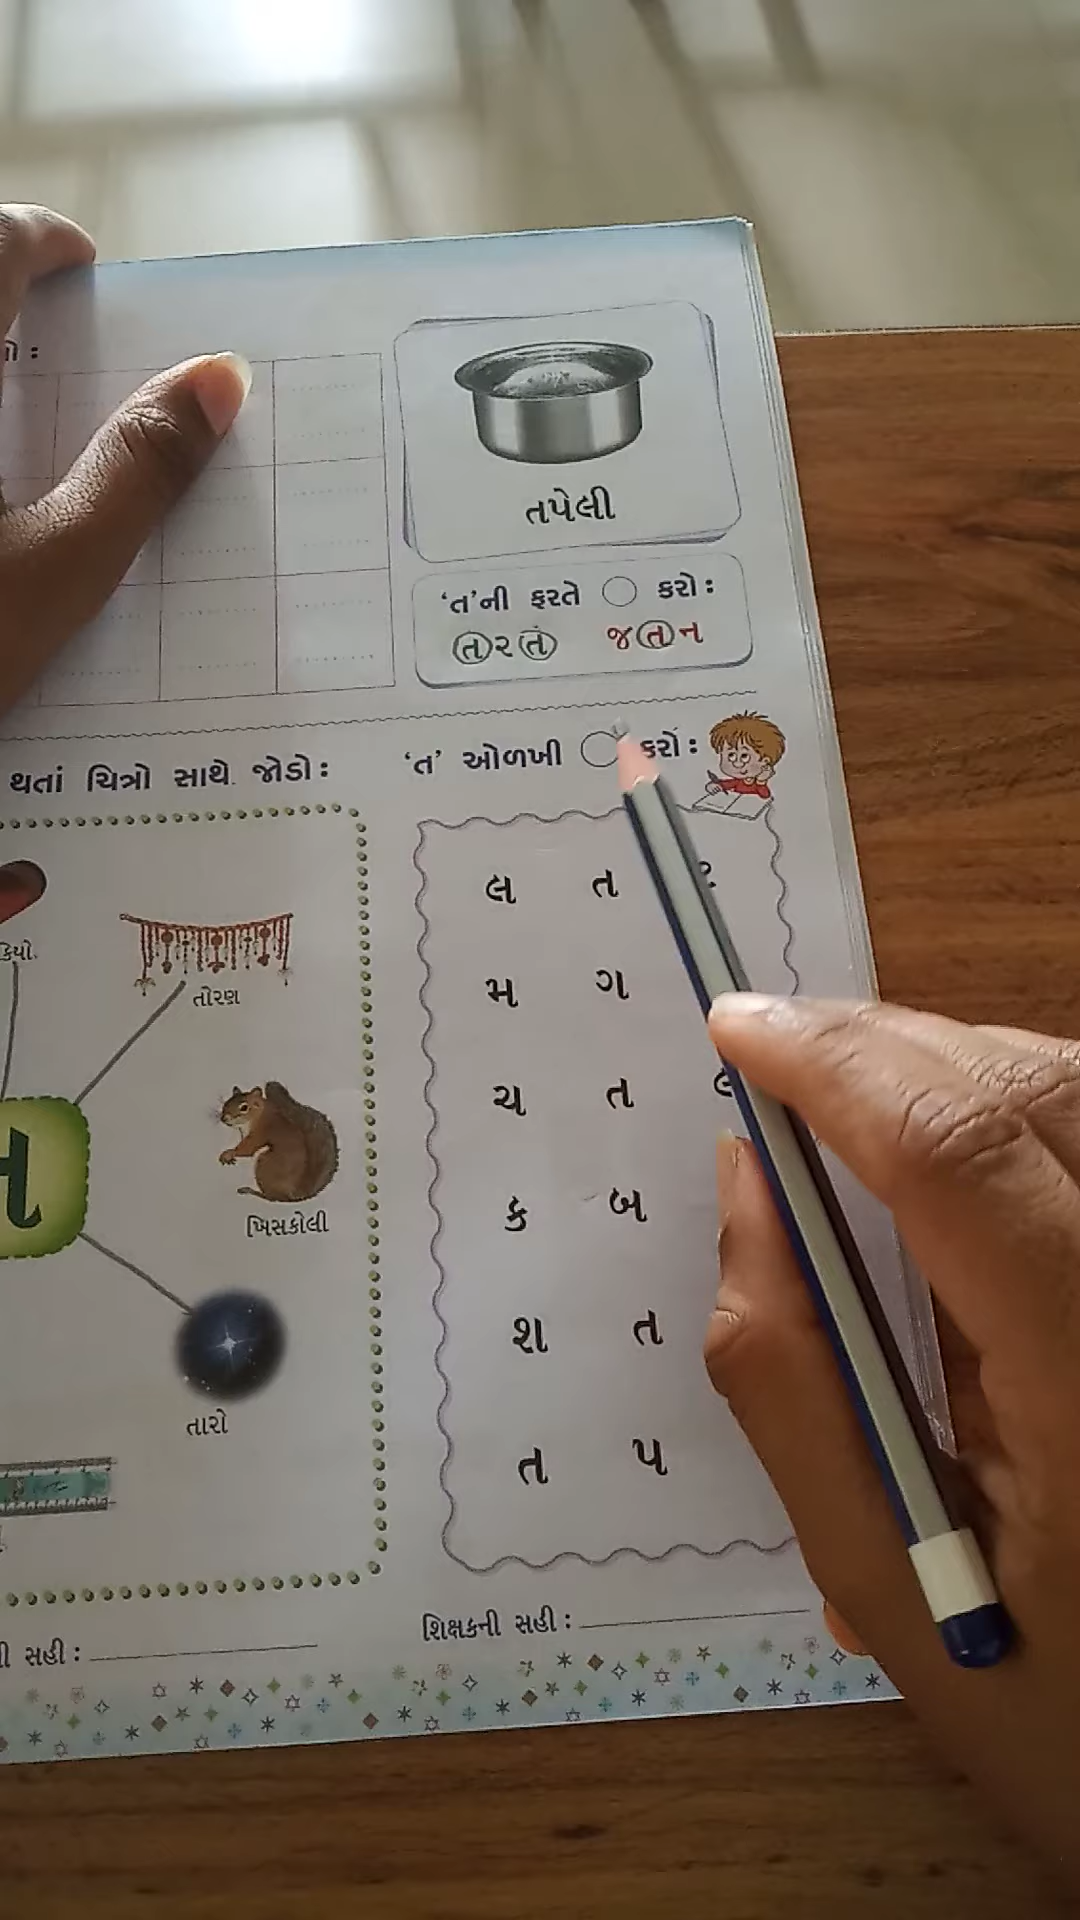 તપેલી
‘ત’ની ફરતે ○ કરો :
તરત જતન
થતાં ચિત્રો સાથે જોડો :
તોરણ
ખિસકોલી
તારો
સહી :
‘ત’ ઓળખી ○ કરો :
લ ત
મ ગ
ચ ત
ક બ
શ ત
ત પ
શિક્ષકની સહી :